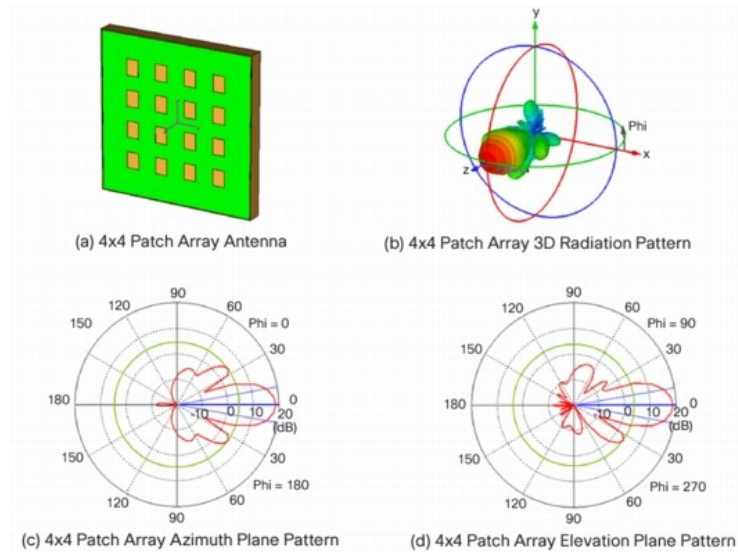 y
Phi
x
z
(a) 4x4 Patch Array Antenna
(b) 4x4 Patch Array 3D Radiation Pattern
90
120
60
150
Phi = 0
30
180
-10
0
10
20
0
(dB)
150
30
Phi = 180
120
60
90
(c) 4x4 Patch Array Azimuth Plane Pattern
90
120
60
150
Phi = 90
30
180
-10
0
10
20
0
(dB)
150
30
Phi = 270
120
60
90
(d) 4x4 Patch Array Elevation Plane Pattern